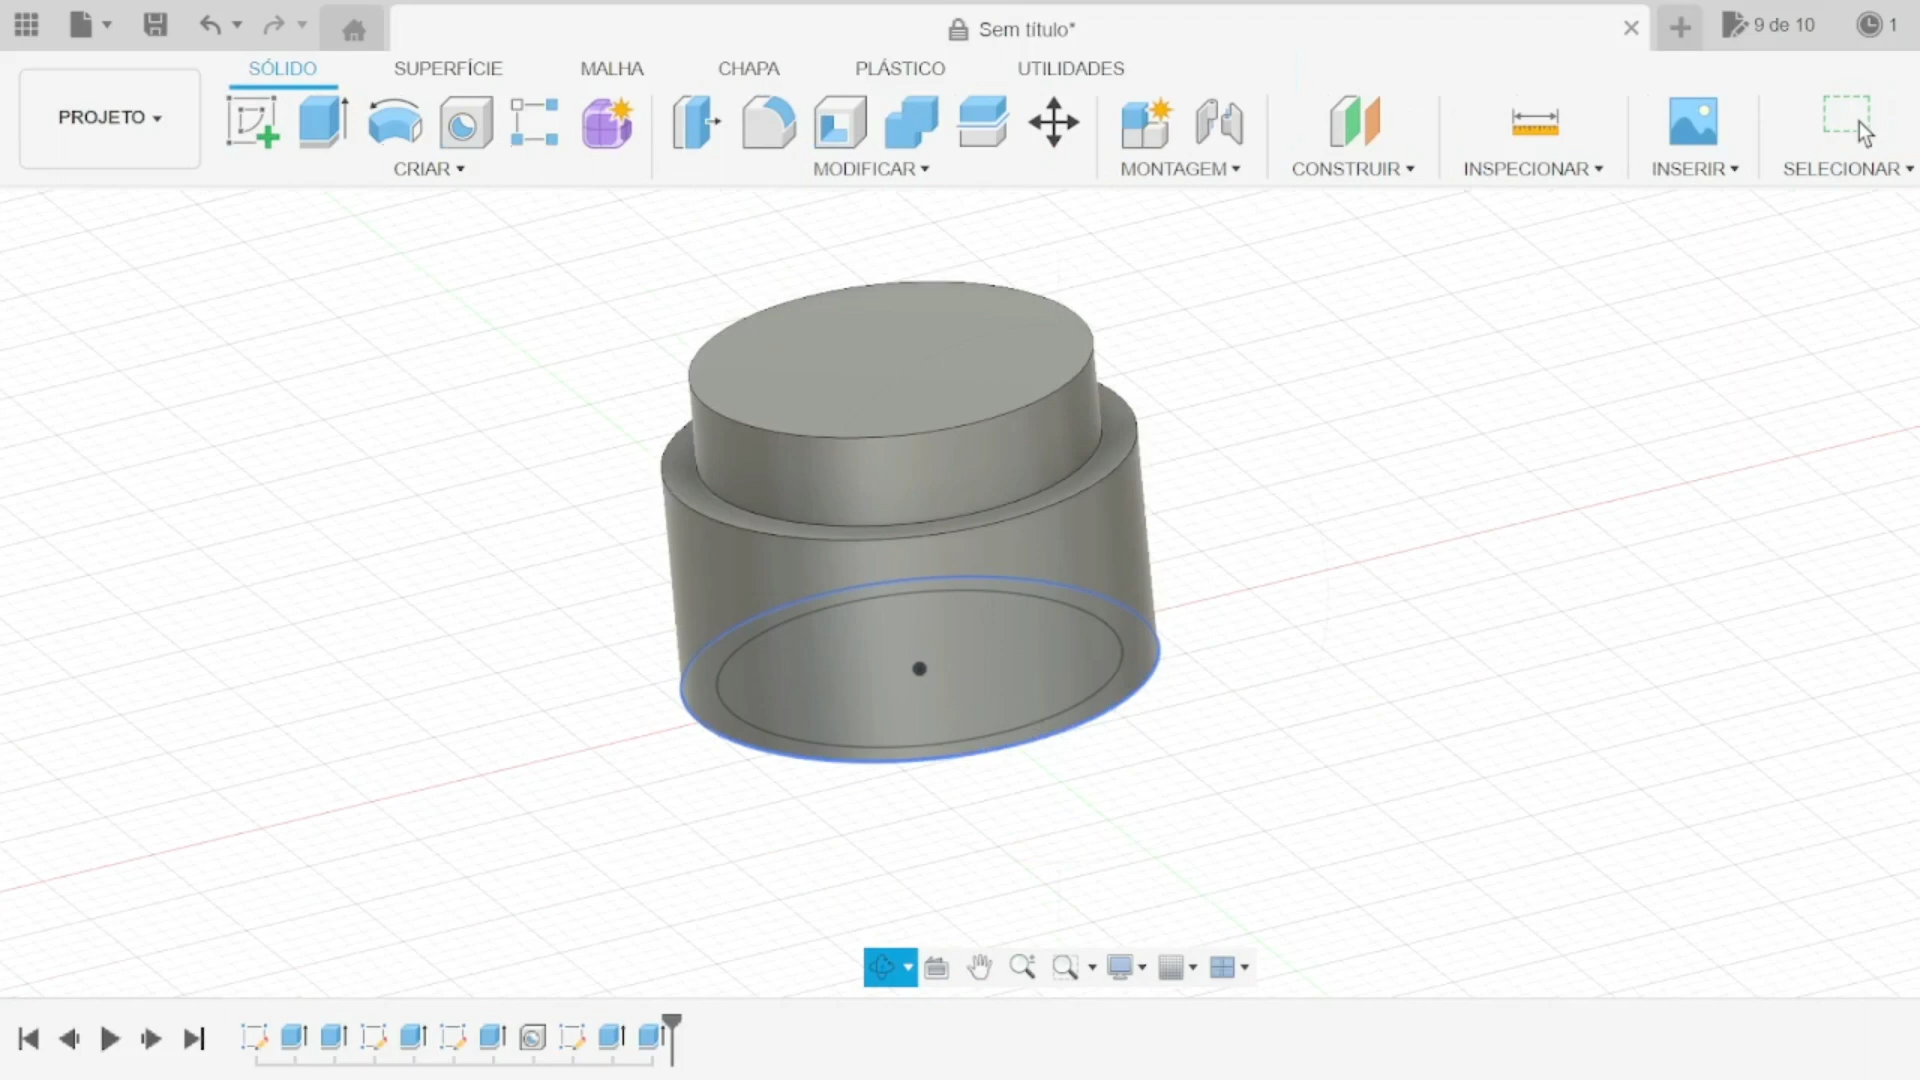 Sem título*
9 de 10
1
SÓLIDO
SUPERFÍCIE
MALHA
CHAPA
PLÁSTICO
UTILIDADES
PROJETO
CRIAR
MODIFICAR
MONTAGEM
CONSTRUIR
INSPECIONAR
INSERIR
SELECIONAR